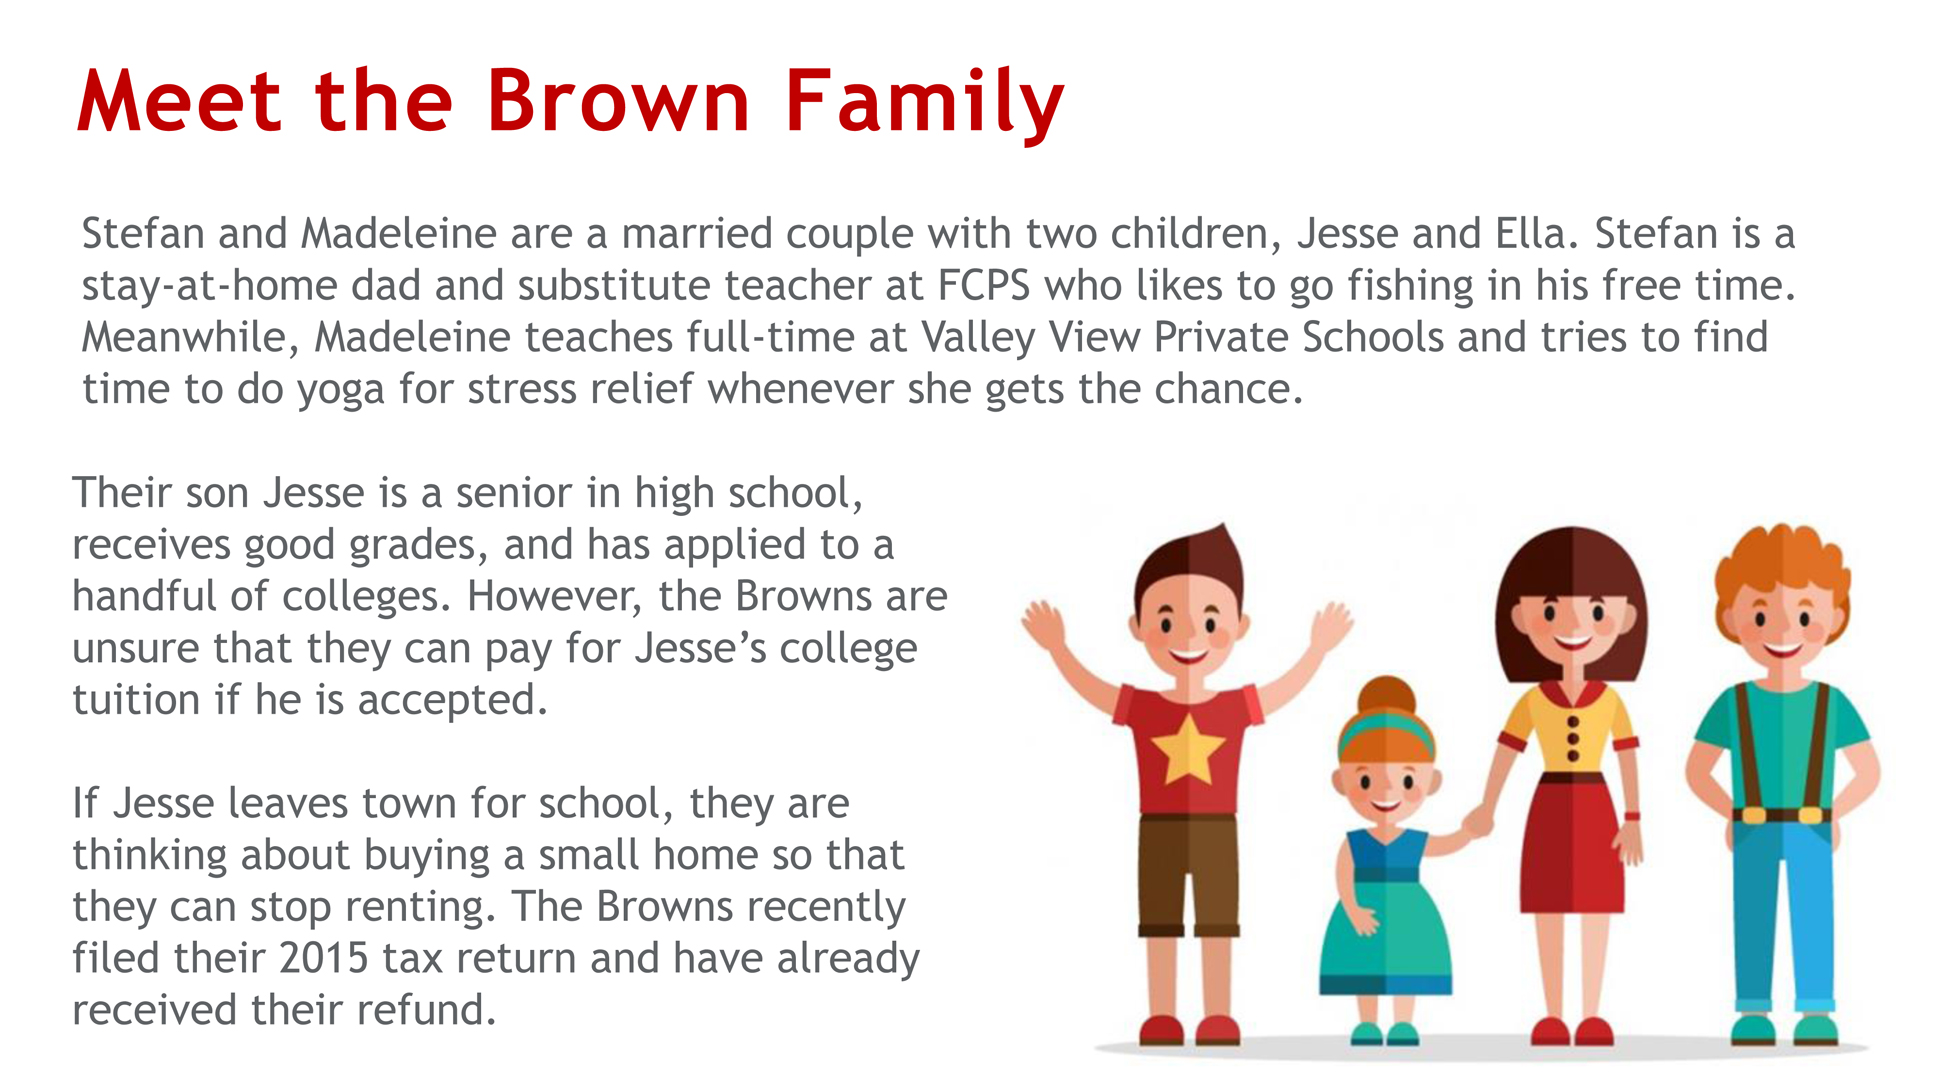 Meet the Brown Family
Stefan and Madeleine are a married couple with two children, Jesse and Ella. Stefan is a
stay-at-home dad and substitute teacher at FCPS who likes to go fishing in his free time.
Meanwhile, Madeleine teaches full-time at Valley View Private Schools and tries to find
time to do yoga for stress relief whenever she gets the chance.
Their son Jesse is a senior in high school,
receives good grades, and has applied to a
handful of colleges. However, the Browns are
unsure that they can pay for Jesse’s college
tuition if he is accepted.
If Jesse leaves town for school, they are
thinking about buying a small home so that
they can stop renting. The Browns recently
filed their 2015 tax return and have already
received their refund.